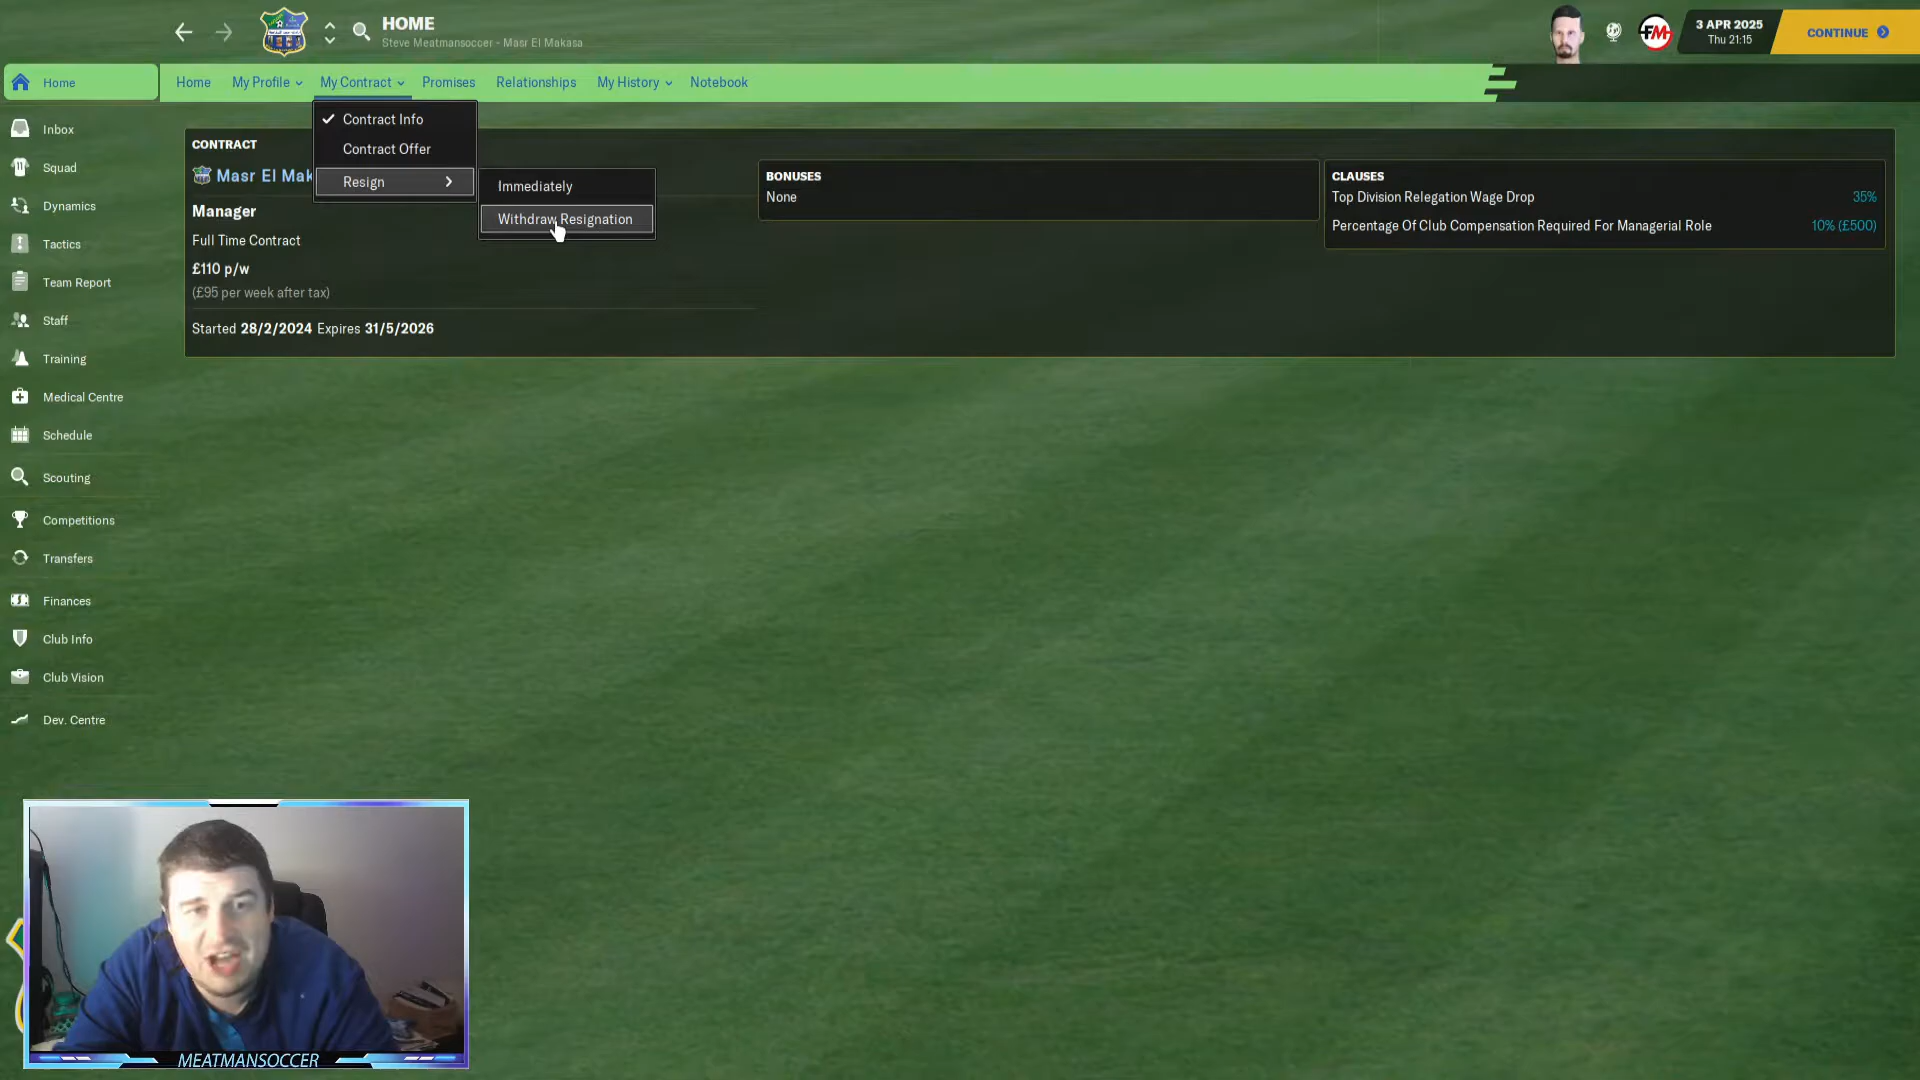 HOME
Steve Meatmansoccer - Masr El Makasa
FM
3 APR 2025
Thu 21:15
CONTINUE
Home
Home
My Profile
My Contract
Promises
Relationships
My History
Notebook
Contract Info
Contract Offer
Resign
Immediately
Withdraw Resignation
Inbox
Squad
Dynamics
Tactics
Team Report
Staff
Training
Medical Centre
Schedule
Scouting
Competitions
Transfers
Finances
Club Info
Club Vision
Dev. Centre
CONTRACT
Masr El Mak
Manager
Full Time Contract
£110 p/w
(£95 per week after tax)
Started 28/2/2024 Expires 31/5/2026
BONUSES
None
CLAUSES
Top Division Relegation Wage Drop 35%
Percentage Of Club Compensation Required For Managerial Role 10% (£500)
MEATMANSOCCER